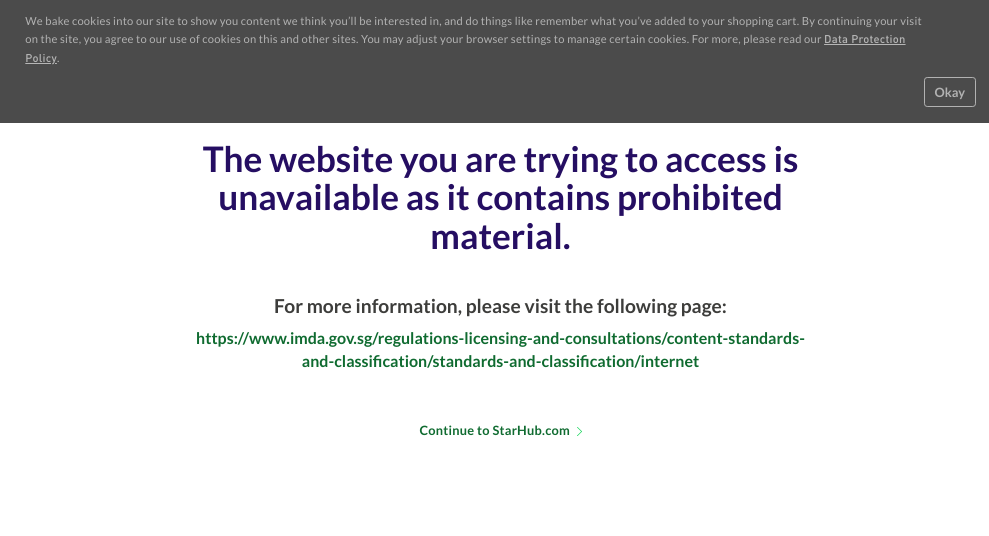 We bake cookies into our site to show you content we think you'll be interested in, and do things like remember what you've added to your shopping cart. By continuing your visit
on the site, you agree to our use of cookies on this and other sites. You may adjust your browser settings to manage certain cookies. For more, please read our Data Protection
Policy.
Okay
The website you are trying to access is
unavailable as it contains prohibited
material.
For more information, please visit the following page:
https://www.imda.gov.sg/regulations-licensing-and-consultations/content-standards-
and-classification/standards-and-classification/internet
Continue to StarHub.com